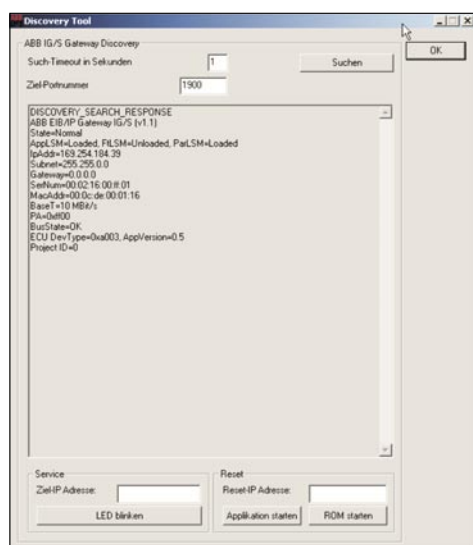 Discovery Tool
ABB IG/S Gateway Discovery
OK
Such-Timeout in Sekunden 1 Suchen
Ziel-Portnummer 1900
DISCOVERY_SEARCH_RESPONSE
ABB EIB/IP Gateway IG/S (v1.1)
State=Normal
AppLSM=Loaded, FtLSM=Unloaded, ParLSM=Loaded
IpAddr=169.254.184.39
Subnet=255.255.0.0
Gateway=0.0.0.0
SerNum=00:02:16:00:ff:01
MacAddr=00:0c:de:00:01:16
BaseT=10 MBit/s
PA=0xff00
BusState=OK
ECU DevType=0xa003, AppVersion=0.5
Project ID=0
Service Reset
Ziel-IP Adresse: Reset-IP Adresse:
LED blinken Applikation starten ROM starten